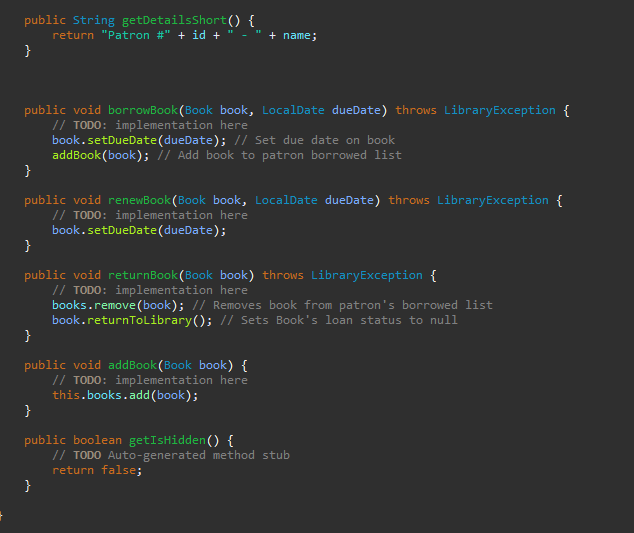 public String getDetailsShort() {
return "Patron #" + id + " - " + name;
}
public void borrowBook(Book book, LocalDate dueDate) throws LibraryException {
// TODO: implementation here
book.setDueDate(dueDate); // Set due date on book
addBook(book); // Add book to patron borrowed list
}
public void renewBook(Book book, LocalDate dueDate) throws LibraryException {
// TODO: implementation here
book.setDueDate(dueDate);
}
public void returnBook(Book book) throws LibraryException {
// TODO: implementation here
books.remove(book); // Removes book from patron's borrowed list
book.returnToLibrary(); // Sets Book's loan status to null
}
public void addBook(Book book) {
// TODO: implementation here
this.books.add(book);
}
public boolean getIsHidden() {
// TODO Auto-generated method stub
return false;
}
}